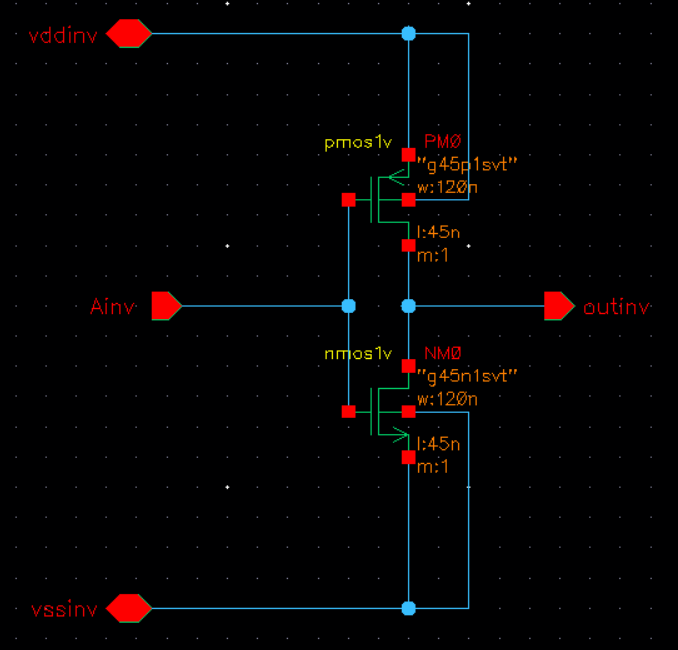 vddinv
pmos1v PM0
"g45p1svt"
w:120n
l:45n
m:1
Ainv
outinv
nmos1v NM0
"g45n1svt"
w:120n
l:45n
m:1
vssinv